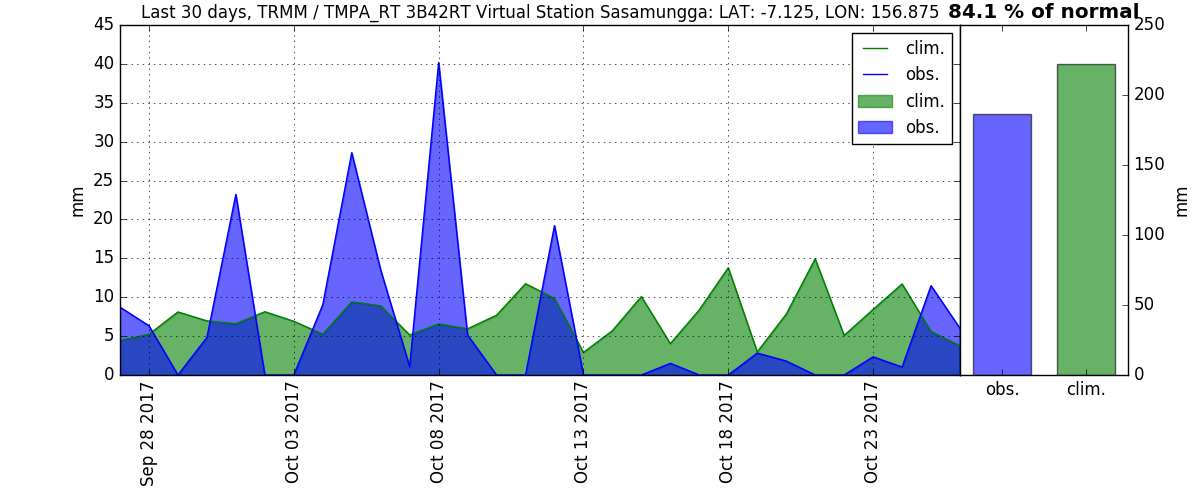 Last 30 days, TRMM / TMPA_RT 3B42RT Virtual Station Sasamungga: LAT: -7.125, LON: 156.875 84.1 % of normal
45
40
35
30
25
20
15
10
5
0
mm
clim.
obs.
clim.
obs.
250
200
150
100
50
0
mm
obs. clim.
Sep 28 2017
Oct 03 2017
Oct 08 2017
Oct 13 2017
Oct 18 2017
Oct 23 2017